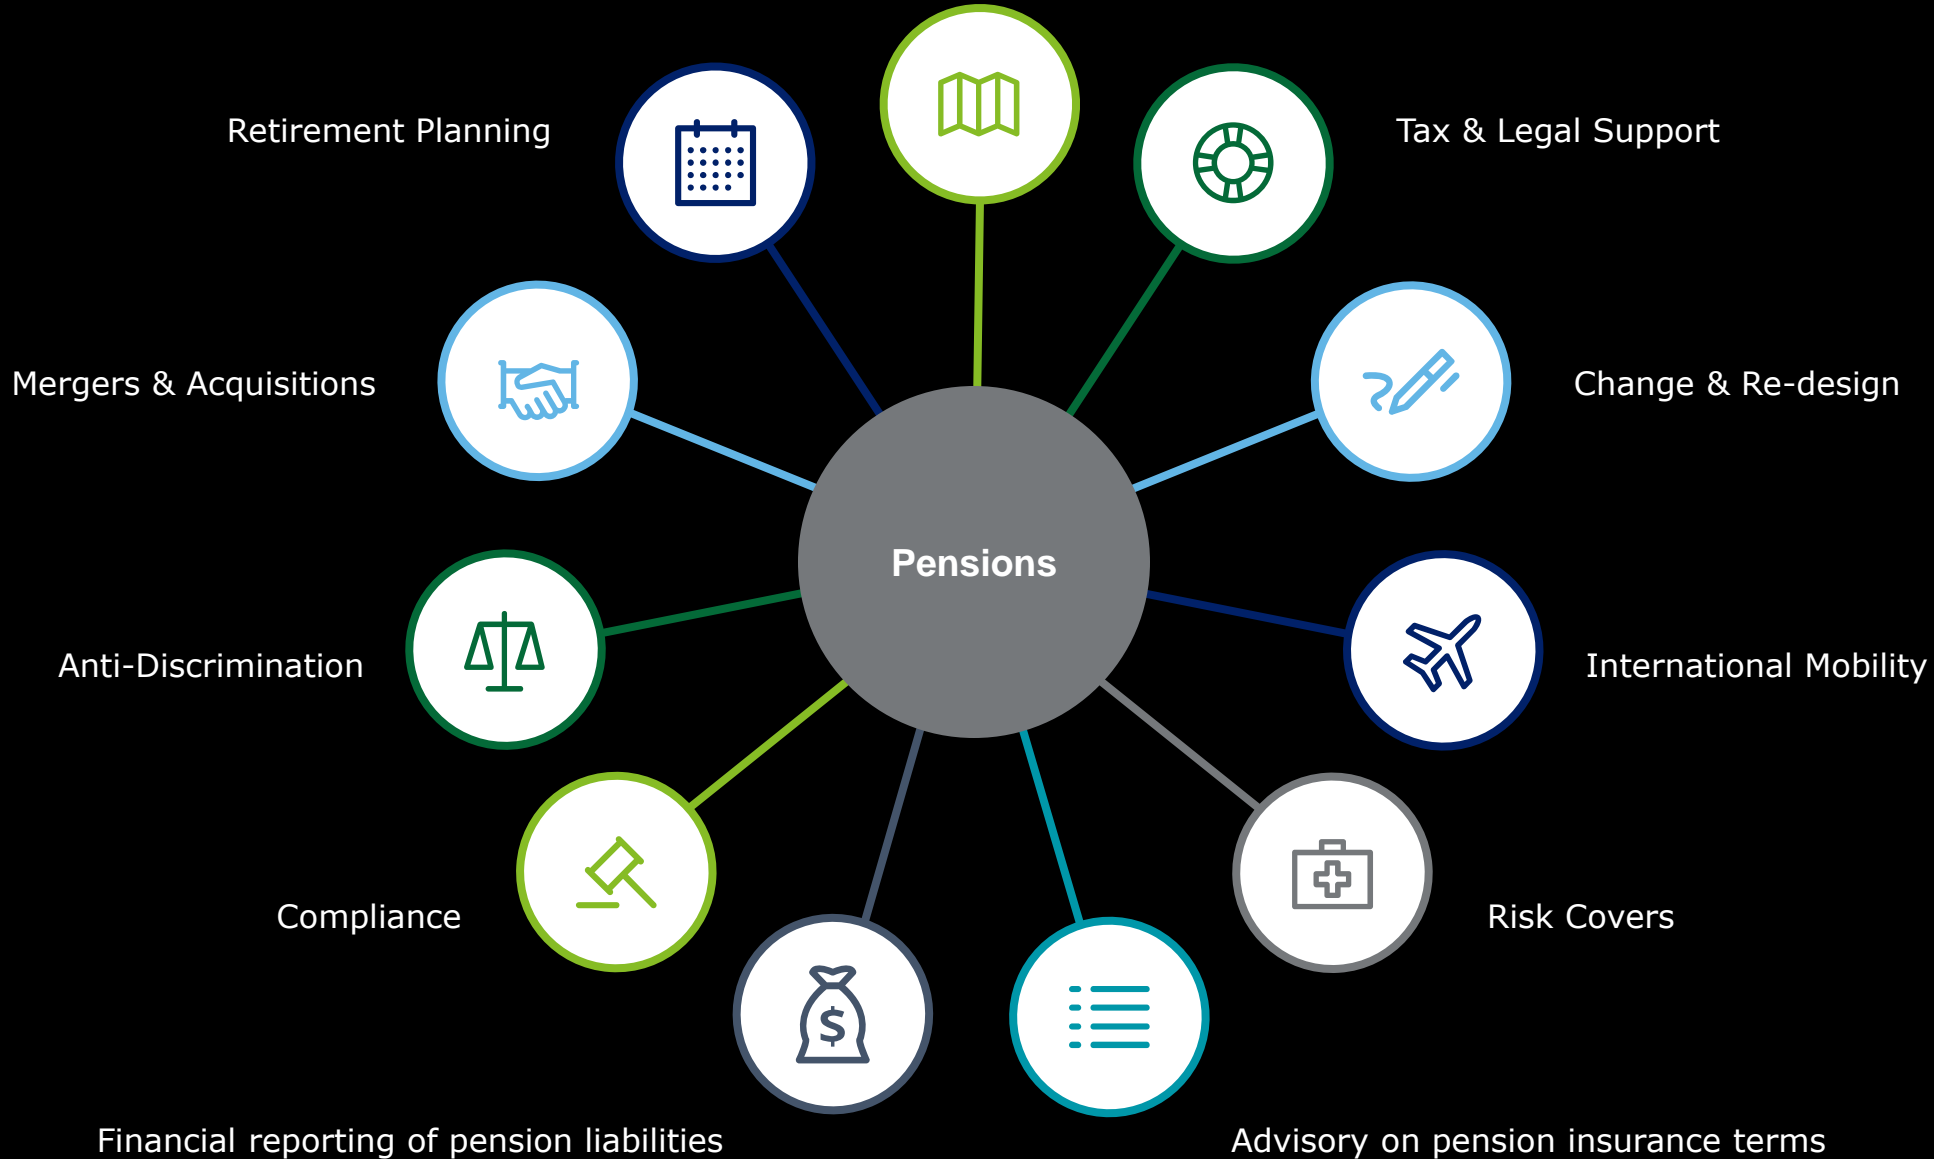 Retirement Planning
Tax & Legal Support
Mergers & Acquisitions
Change & Re-design
Pensions
Anti-Discrimination
International Mobility
Compliance
Risk Covers
$
Financial reporting of pension liabilities
Advisory on pension insurance terms